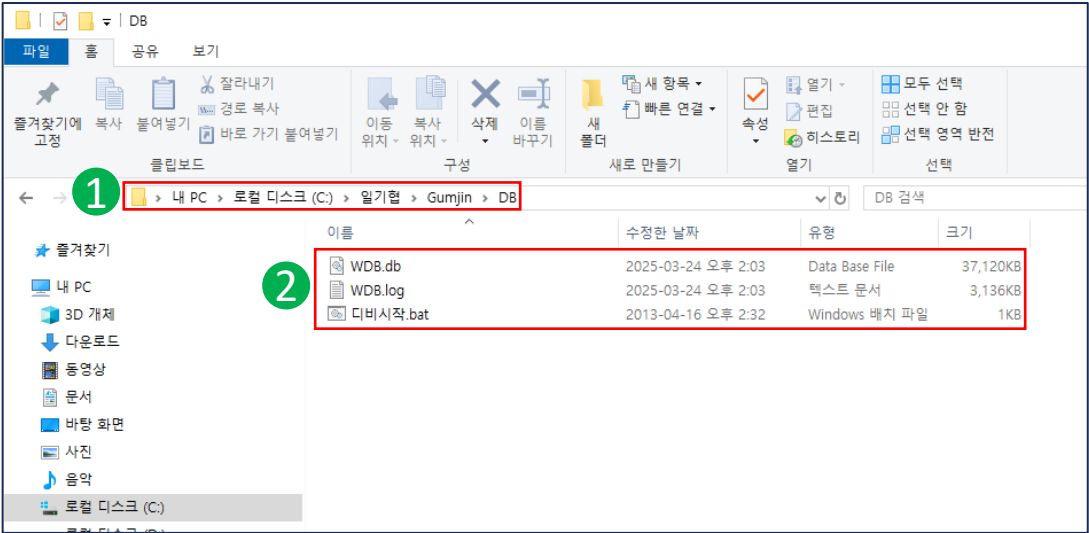 DB
파일 홈 공유 보기
즐겨찾기에 고정
복사
붙여넣기
잘라내기
경로 복사
바로 가기 붙여넣기
클립보드
이동 위치
복사 위치
삭제
이름 바꾸기
구성
새 폴더
새 항목
빠른 연결
새로 만들기
속성
열기
편집
히스토리
열기
모두 선택
선택 안 함
선택 영역 반전
선택
1
내 PC > 로컬 디스크 (C:) > 일기협 > Gumjin > DB
DB 검색
이름 수정한 날짜 유형 크기
2
WDB.db 2025-03-24 오후 2:03 Data Base File 37,120KB
WDB.log 2025-03-24 오후 2:03 텍스트 문서 3,136KB
디비시작.bat 2013-04-16 오후 2:32 Windows 배치 파일 1KB
즐겨찾기
내 PC
3D 개체
다운로드
동영상
문서
바탕 화면
사진
음악
로컬 디스크 (C:)